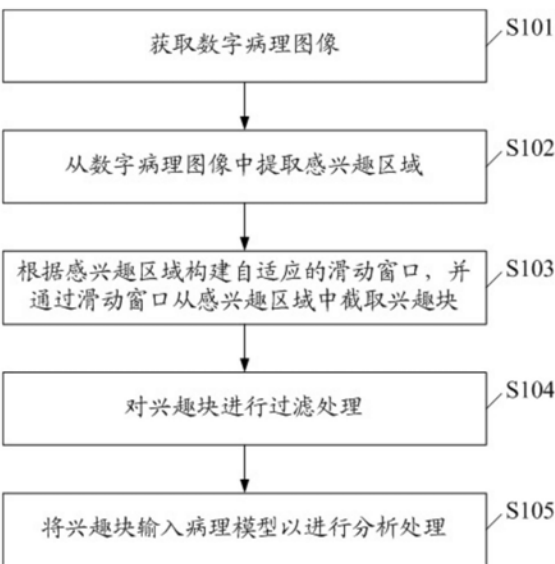 获取数字病理图像
S101
从数字病理图像中提取感兴趣区域
S102
根据感兴趣区域构建自适应的滑动窗口，并
通过滑动窗口从感兴趣区域中截取兴趣块
S103
对兴趣块进行过滤处理
S104
将兴趣块输入病理模型以进行分析处理
S105